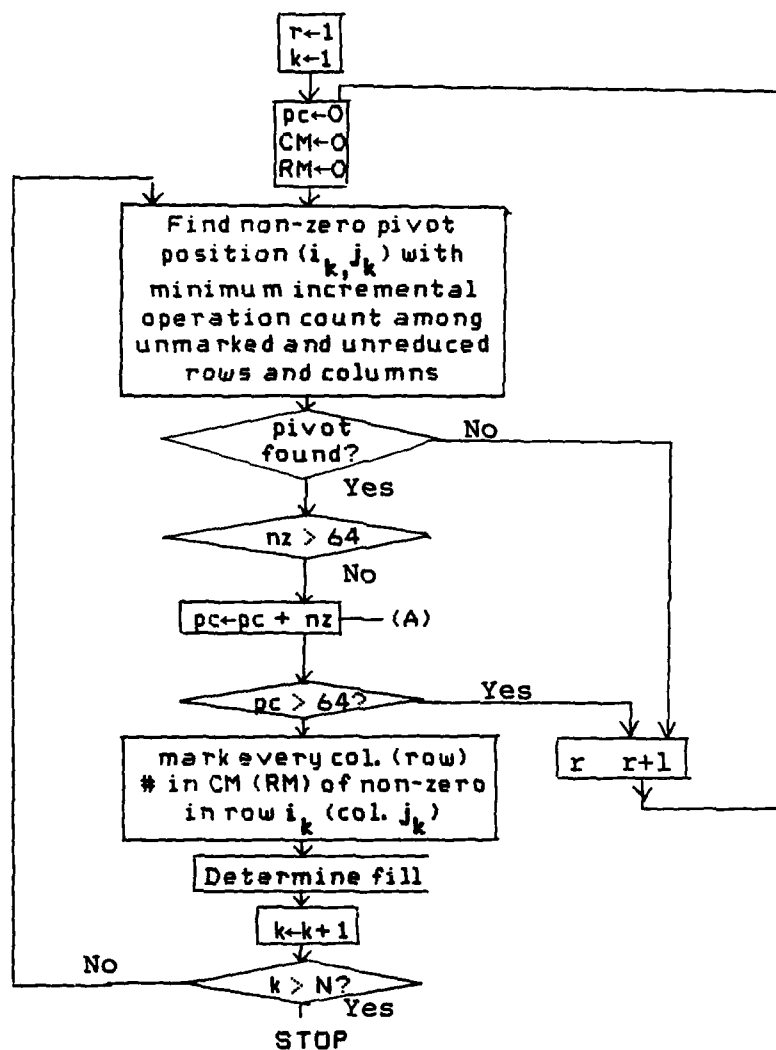 r←1
k←1
pc←0
CM←0
RM←0
Find non-zero pivot
position (i_k, j_k) with
minimum incremental
operation count among
unmarked and unreduced
rows and columns
pivot
found?
No
Yes
nz > 64
No
pc←pc + nz
(A)
pc > 64?
Yes
mark every col. (row)
# in CM (RM) of non-zero
in row i_k (col. j_k)
r r+1
Determine fill
k←k+1
No
k > N?
Yes
STOP